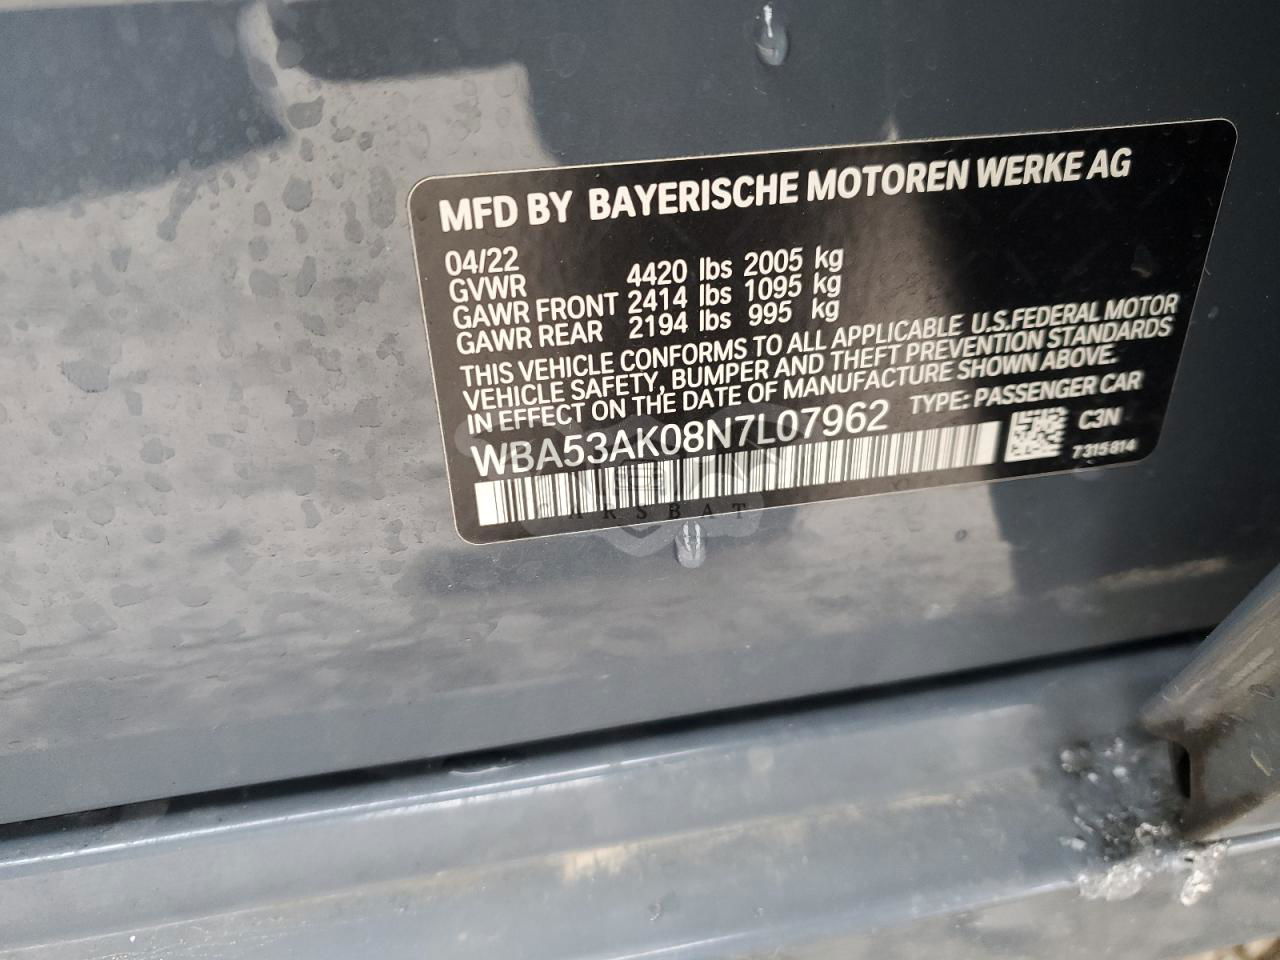 MFD BY BAYERISCHE MOTOREN WERKE AG
04/22
GVWR 4420 lbs 2005 kg
GAWR FRONT 2414 lbs 1095 kg
GAWR REAR 2194 lbs 995 kg
THIS VEHICLE CONFORMS TO ALL APPLICABLE U.S.FEDERAL MOTOR
VEHICLE SAFETY, BUMPER AND THEFT PREVENTION STANDARDS
IN EFFECT ON THE DATE OF MANUFACTURE SHOWN ABOVE.
WBA53AK08N7L07962 TYPE: PASSENGER CAR
C3N
7315814
CARSBAT